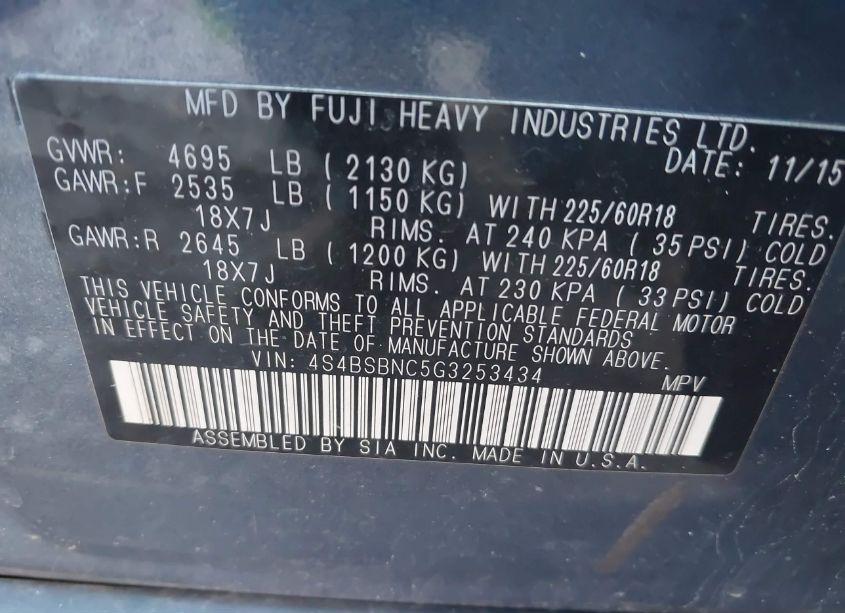 MFD BY FUJI HEAVY INDUSTRIES LTD.
GVWR: 4695 LB ( 2130 KG) DATE: 11/15
GAWR:F 2535 LB ( 1150 KG) WITH 225/60R18 TIRES.
18X7J RIMS. AT 240 KPA ( 35 PSI) COLD
GAWR:R 2645 LB ( 1200 KG) WITH 225/60R18 TIRES.
18X7J RIMS. AT 230 KPA ( 33 PSI) COLD
THIS VEHICLE CONFORMS TO ALL APPLICABLE FEDERAL MOTOR
VEHICLE SAFETY AND THEFT PREVENTION STANDARDS
IN EFFECT ON THE DATE OF MANUFACTURE SHOWN ABOVE.
VIN: 4S4BSBNC5G3253434 MPV
ASSEMBLED BY SIA INC. MADE IN U.S.A.